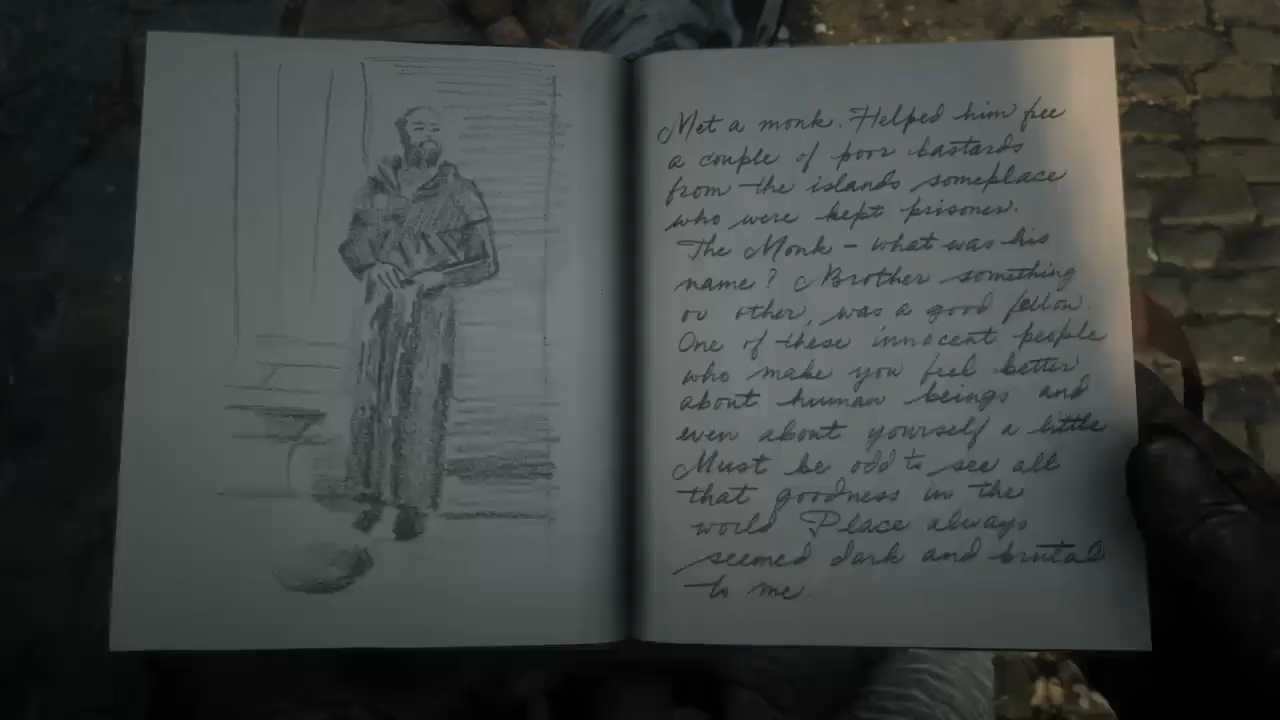 Met a monk. Helped him free
a couple of poor bastards
from the islands someplace
who were kept prisoner.
The Monk - what was his
name? Brother something
or other, was a good fellow.
One of these innocent people
who make you feel better
about human beings and
even about yourself a little
Must be odd to see all
that goodness in the
world Place always
seemed dark and brutal
to me.